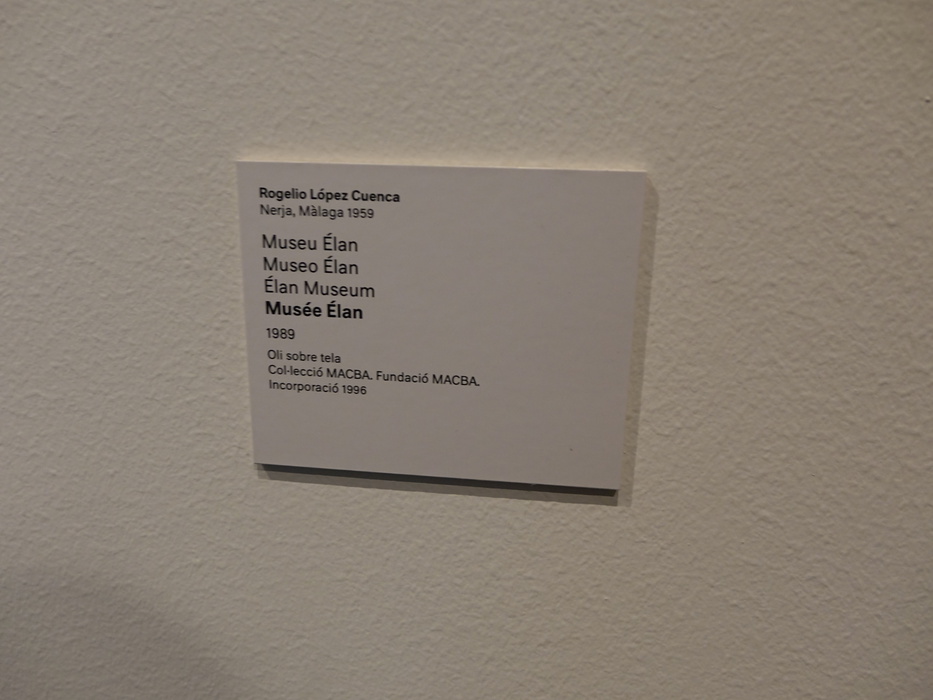 Rogelio López Cuenca
Nerja, Màlaga 1959
Museu Élan
Museo Élan
Élan Museum
Musée Élan
1989
Oli sobre tela
Col·lecció MACBA. Fundació MACBA.
Incorporació 1996